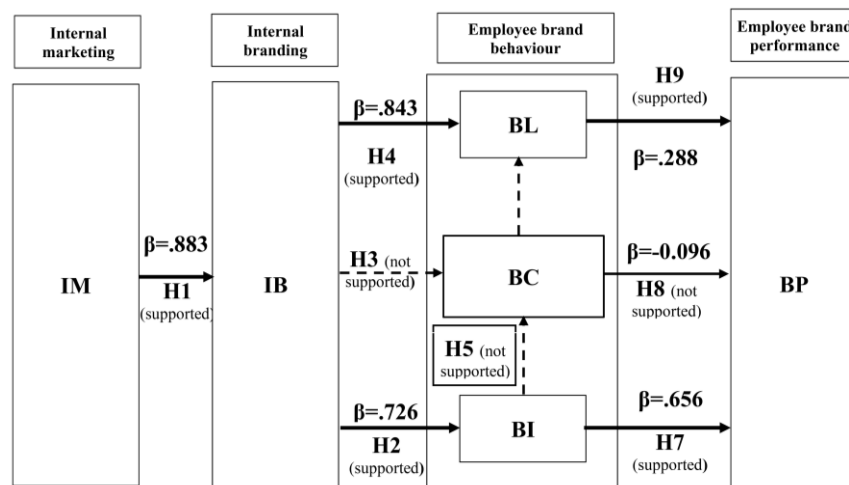 Internal
marketing
Internal
branding
Employee brand
behaviour
Employee brand
performance
IM
β=.883
H1
(supported)
IB
β=.843
H4
(supported)
H3 (not
supported)
β=.726
H2
(supported)
BL
BC
H5 (not
supported)
BI
H9
(supported)
β=.288
β=-0.096
H8 (not
supported)
β=.656
H7
(supported)
BP